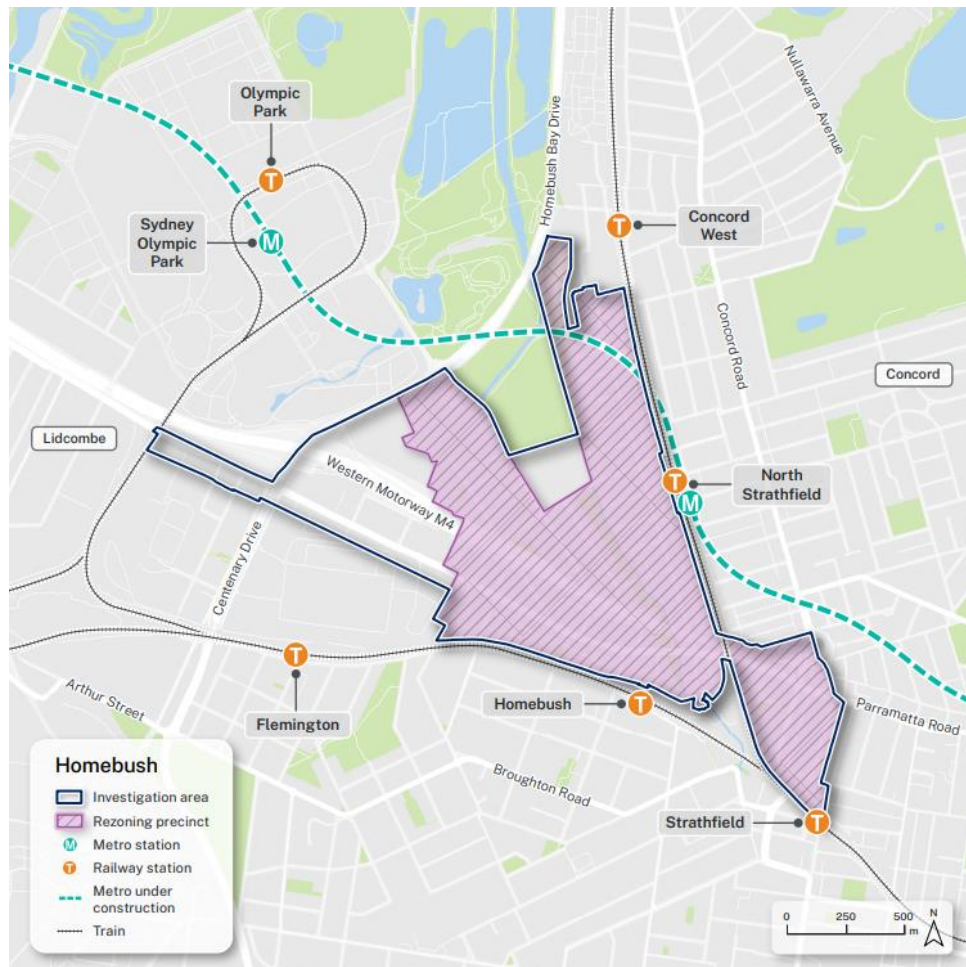 Olympic
Park
Sydney
Olympic
Park
M
T
Homebush Bay Drive
Nullawarra Avenue
T
Concord
West
Concord Road
Concord
Lidcombe
Western Motorway M4
T
M
North
Strathfield
Centenary Drive
T
Flemington
Arthur Street
Homebush
T
Parramatta Road
Broughton Road
Strathfield
T
Homebush
Investigation area
Rezoning precinct
M Metro station
T Railway station
Metro under
construction
Train
0 250 500
m
N